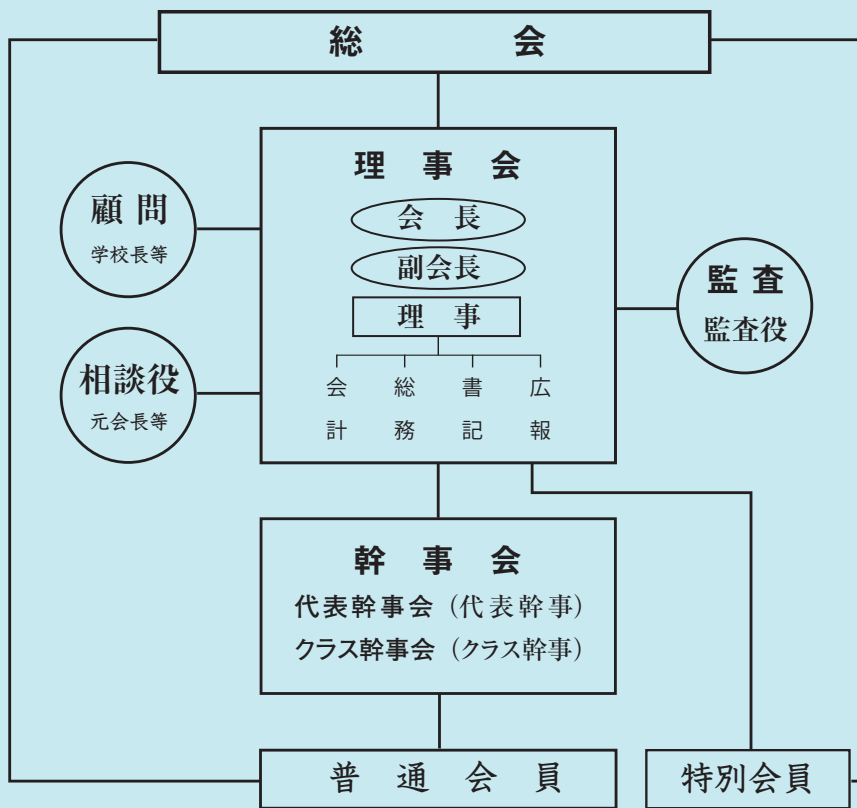 総会
理事会
会長
副会長
理事
会計
総務
書記
広報
顧問
学校長等
相談役
元会長等
監査
監査役
幹事会
代表幹事会（代表幹事）
クラス幹事会（クラス幹事）
普通会員
特別会員